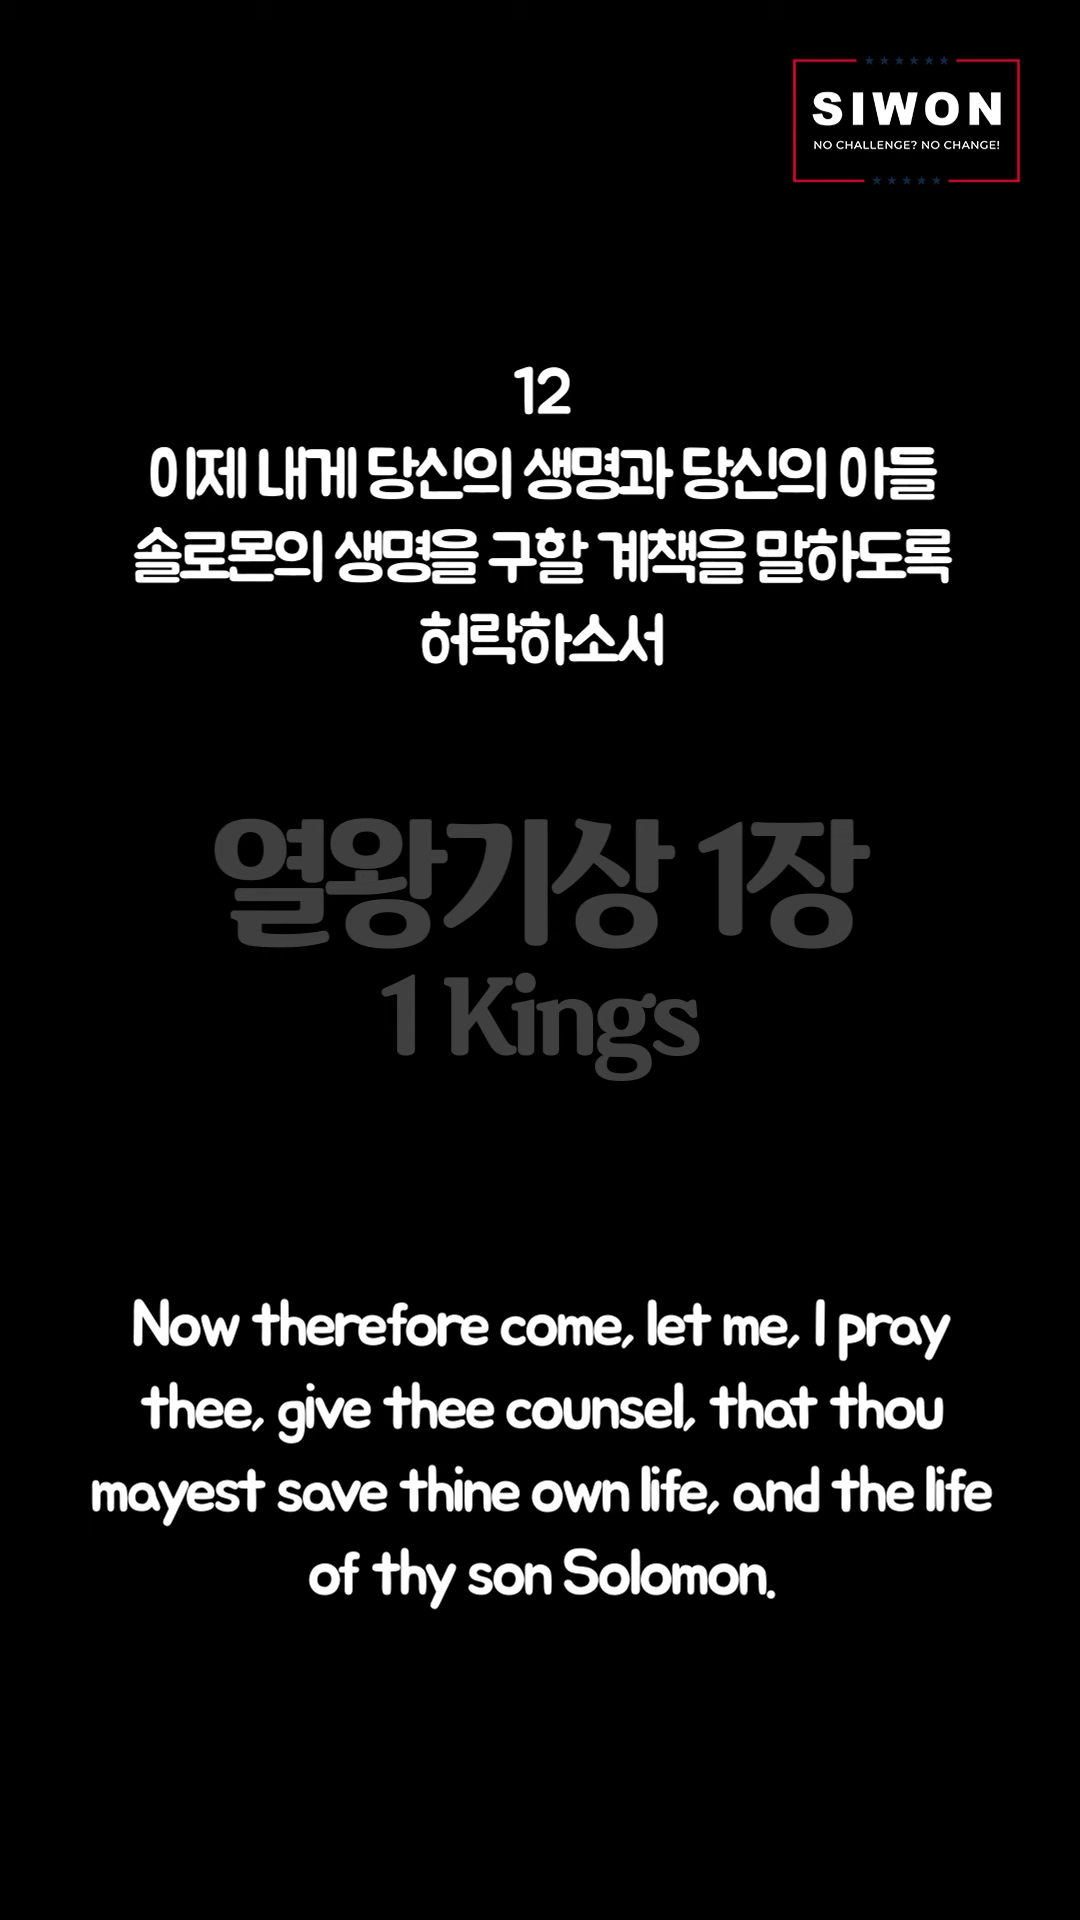 SIWON
NO CHALLENGE? NO CHANGE!
12
이제 내게 당신의 생명과 당신의 아들
솔로몬의 생명을 구할 계책을 말하도록
허락하소서
열왕기상 1장
1 Kings
Now therefore come, let me, I pray
thee, give thee counsel, that thou
mayest save thine own life, and the life
of thy son Solomon.